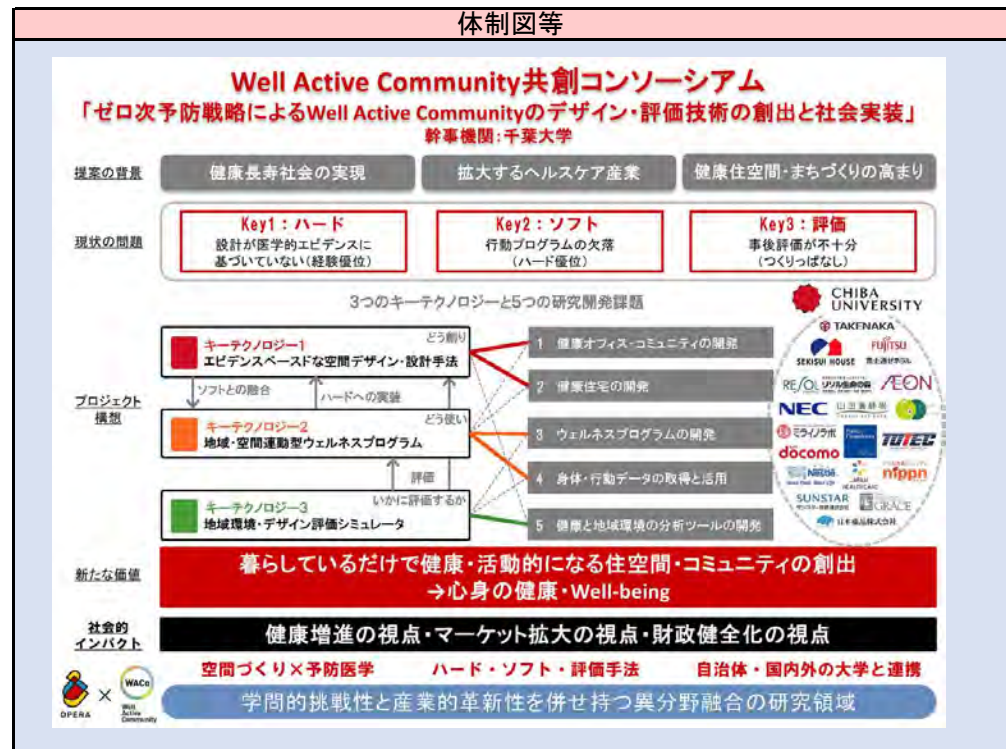 体制図等
Well Active Community共創コンソーシアム
「ゼロ次予防戦略によるWell Active Communityのデザイン・評価技術の創出と社会実装」
幹事機関:千葉大学
提案の背景
健康長寿社会の実現
拡大するヘルスケア産業
健康住空間・まちづくりの高まり
現状の問題
Key1：ハード
設計が医学的エビデンスに
基づいていない(経験優位)
Key2：ソフト
行動プログラムの欠落
(ハード優位)
Key3：評価
事後評価が不十分
(つくりっぱなし)
3つのキーテクノロジーと5つの研究開発課題
プロジェクト
構想
キーテクノロジー1
エビデンスベースドな空間デザイン・設計手法
どう創り
ソフトとの融合
ハードへの実装
キーテクノロジー2
地域・空間連動型ウェルネスプログラム
どう使い
評価
いかに評価するか
キーテクノロジー3
地域環境・デザイン評価シミュレータ
1 健康オフィス・コミュニティの開発
2 健康住宅の開発
3 ウェルネスプログラムの開発
4 身体・行動データの取得と活用
5 健康と地域環境の分析ツールの開発
CHIBA
UNIVERSITY
TAKENAKA
SEKISUI HOUSE
FUJITSU
RE/OL
ÆON
NEC
ミライノラボ
TUTEC
döcomo
Nestlé
nippn
SUNSTAR
GRACE
新たな価値
暮らしているだけで健康・活動的になる住空間・コミュニティの創出
→心身の健康・Well-being
社会的
インパクト
健康増進の視点・マーケット拡大の視点・財政健全化の視点
空間づくり×予防医学
ハード・ソフト・評価手法
自治体・国内外の大学と連携
OPERA
×
WACo
Well
Active
Community
学問的挑戦性と産業的革新性を併せ持つ異分野融合の研究領域